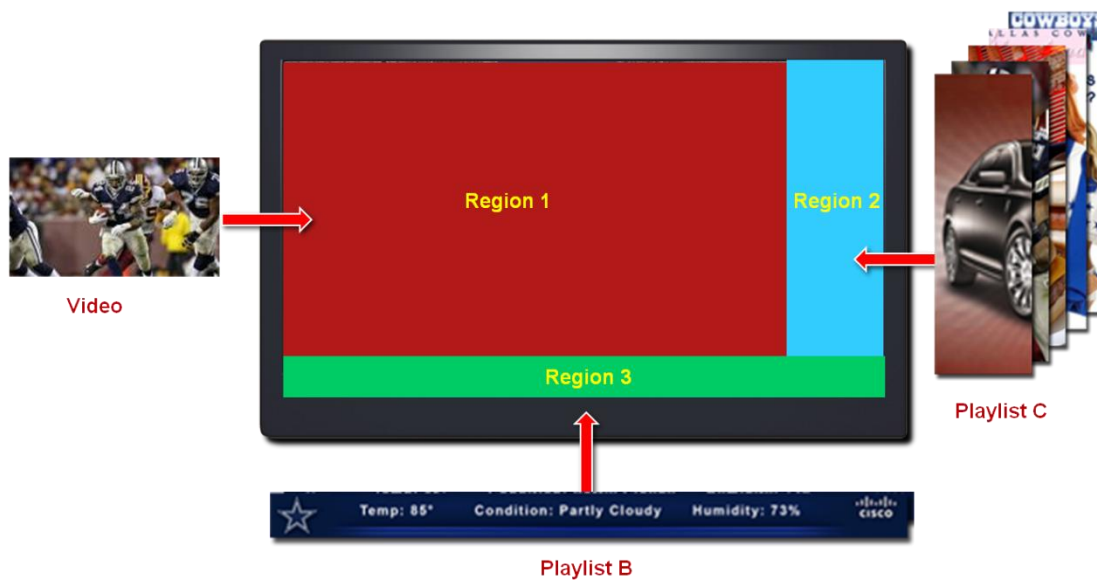 COWBOYS
Region 1
Region 2
Video
Region 3
Playlist C
Temp: 85°
Condition: Partly Cloudy
Humidity: 73%
CISCO
Playlist B